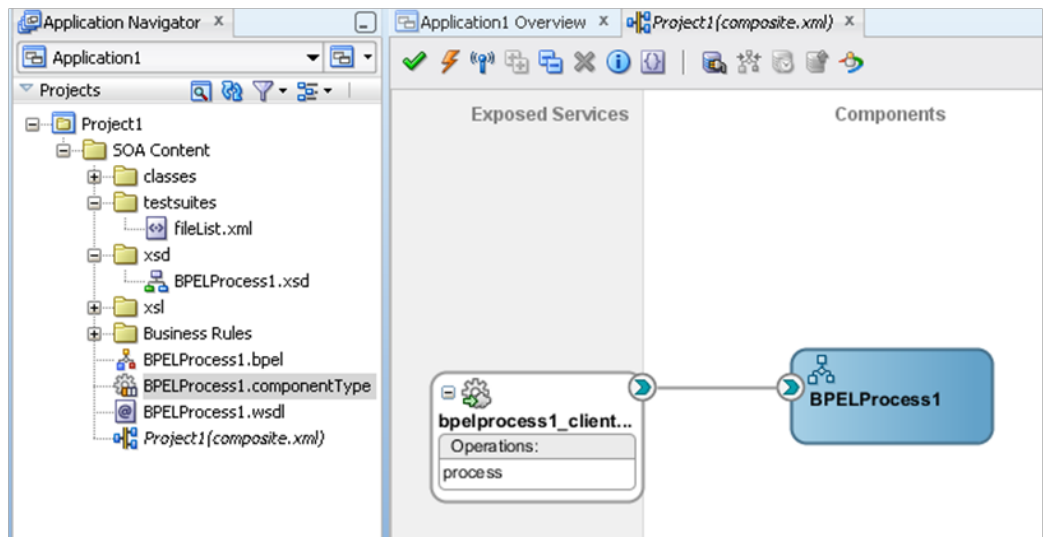 Application Navigator
Application1
Projects
Project1
SOA Content
classes
testsuites
fileList.xml
xsd
BPELProcess1.xsd
xsl
Business Rules
BPELProcess1.bpel
BPELProcess1.componentType
BPELProcess1.wsdl
Project1(composite.xml)
Application1 Overview
Project1(composite.xml)
Exposed Services
Components
bpelprocess1_client...
Operations:
process
BPELProcess1